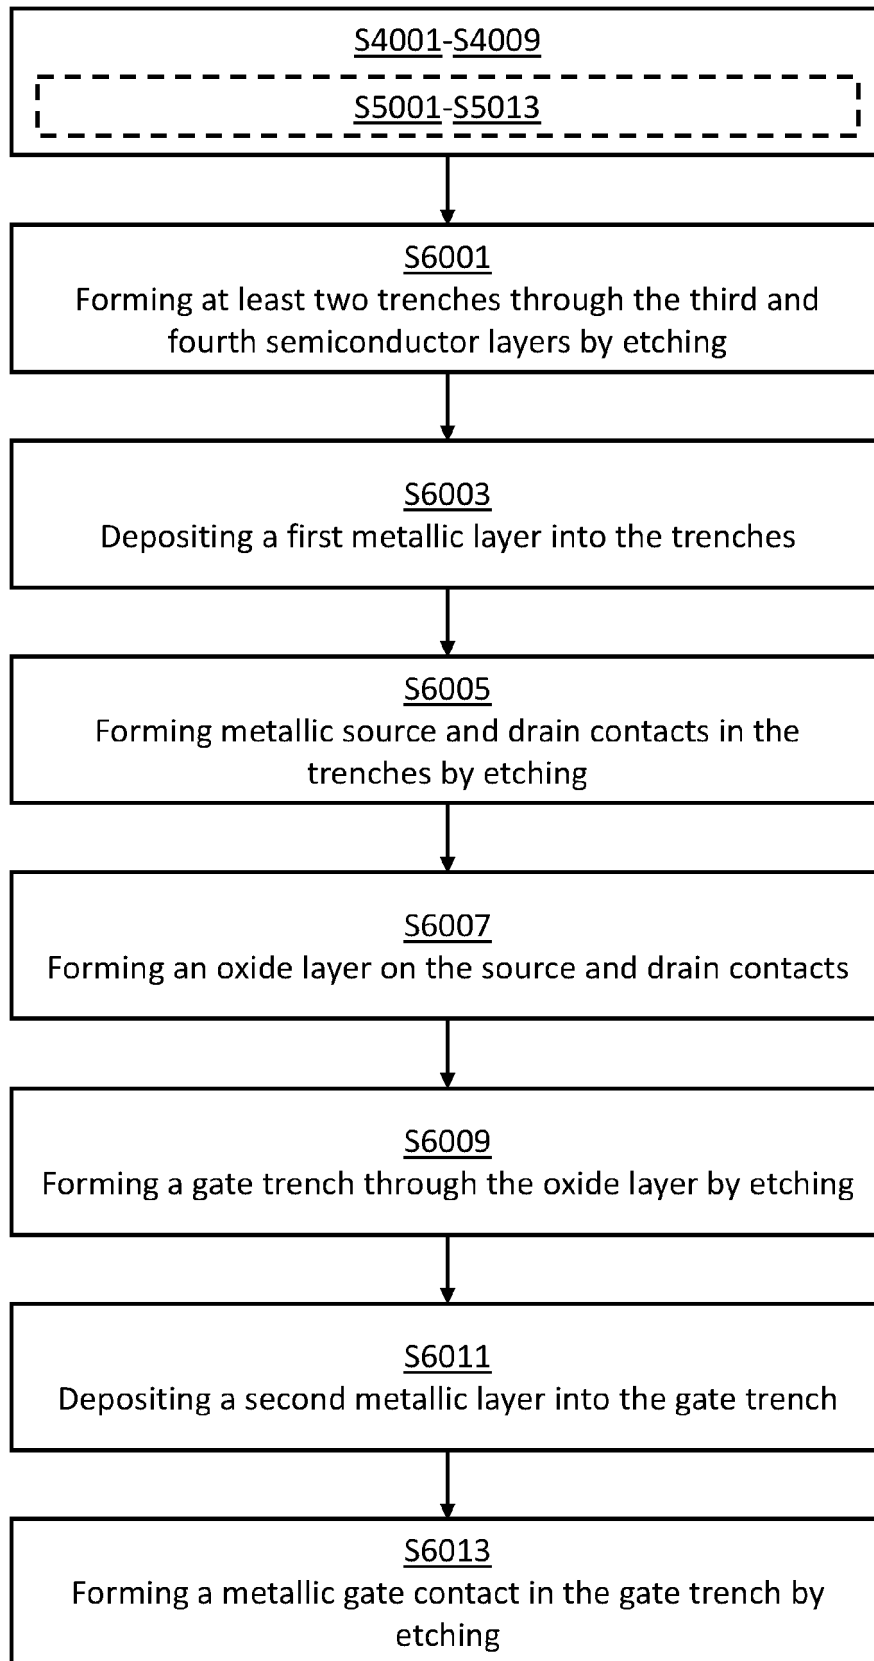 S4001-S4009
S5001-S5013
S6001
Forming at least two trenches through the third and
fourth semiconductor layers by etching
S6003
Depositing a first metallic layer into the trenches
S6005
Forming metallic source and drain contacts in the
trenches by etching
S6007
Forming an oxide layer on the source and drain contacts
S6009
Forming a gate trench through the oxide layer by etching
S6011
Depositing a second metallic layer into the gate trench
S6013
Forming a metallic gate contact in the gate trench by
etching